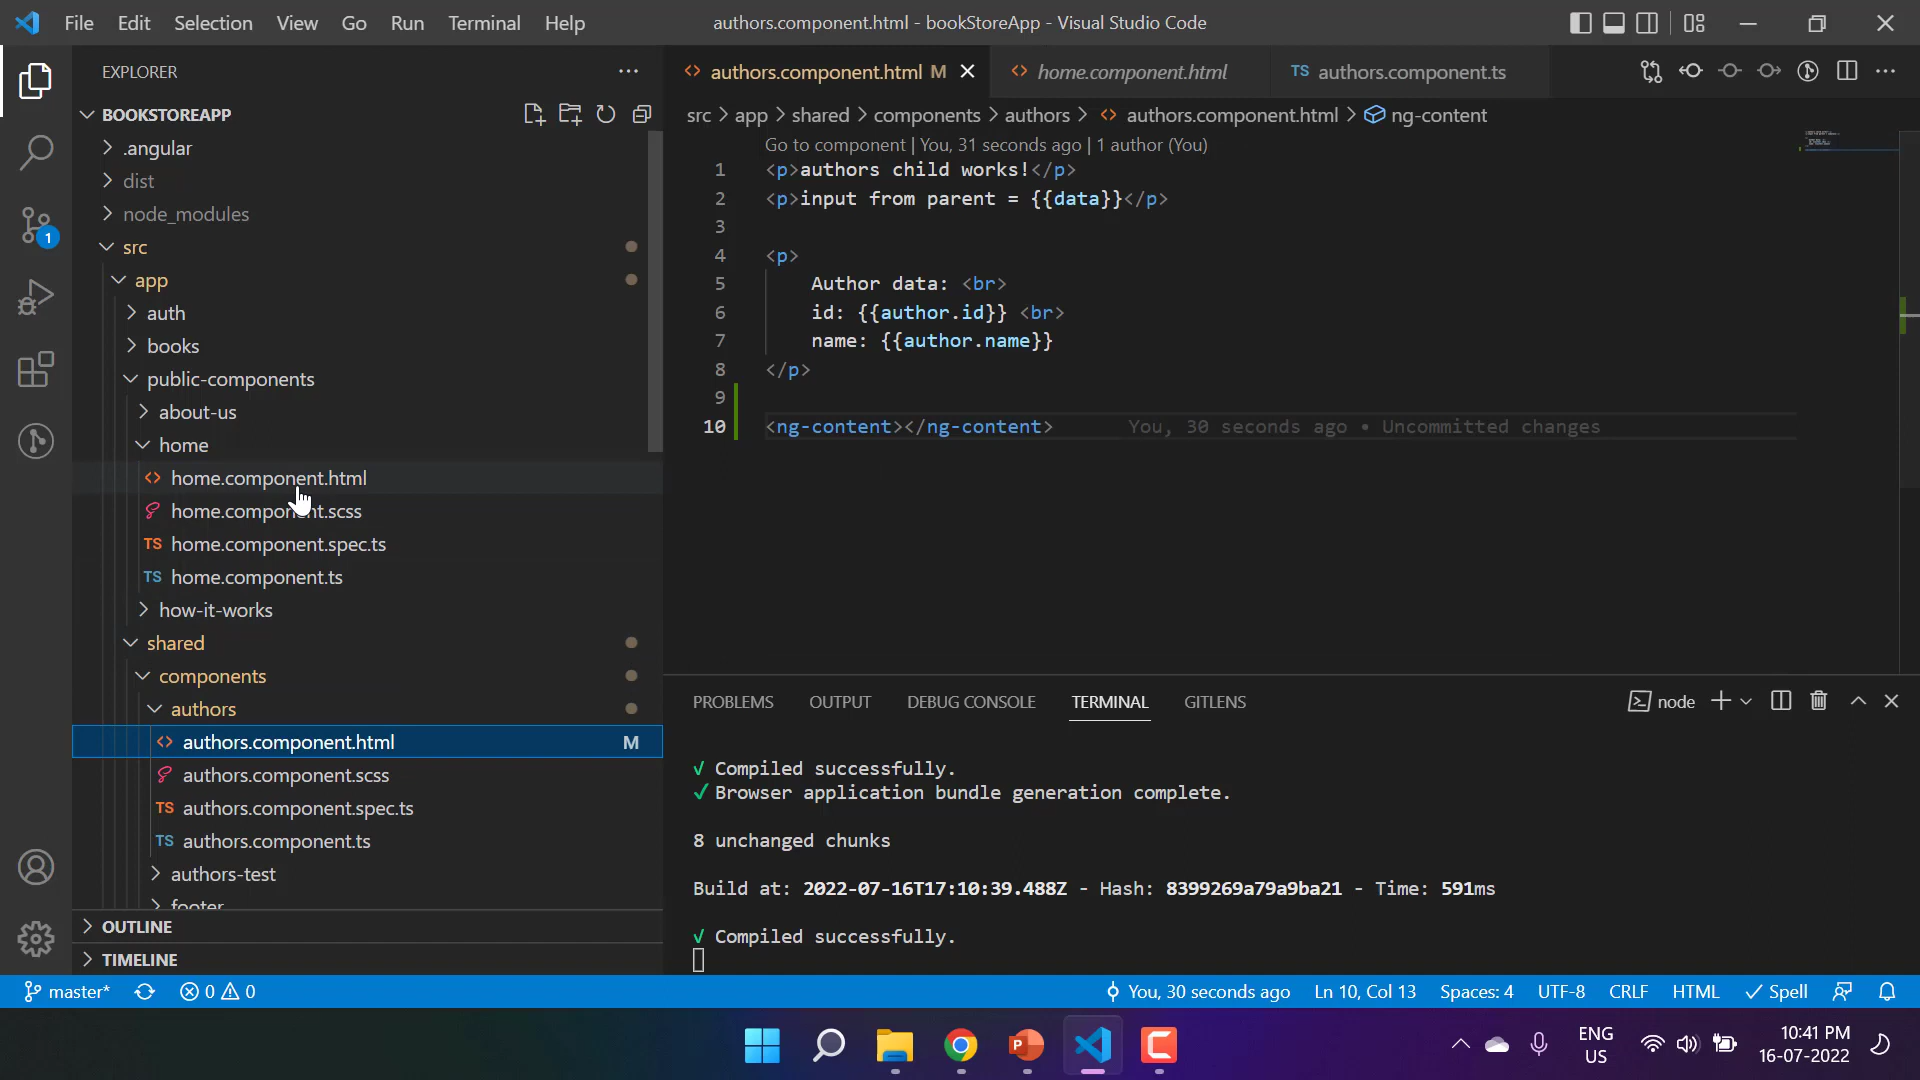 File Edit Selection View Go Run Terminal Help
authors.component.html - bookStoreApp - Visual Studio Code
EXPLORER
BOOKSTOREAPP
.angular
dist
node_modules
src
app
auth
books
public-components
about-us
home
home.component.html
home.component.scss
home.component.spec.ts
home.component.ts
how-it-works
shared
components
authors
authors.component.html M
authors.component.scss
authors.component.spec.ts
authors.component.ts
authors-test
footer
OUTLINE
TIMELINE
authors.component.html M
home.component.html
TS authors.component.ts
src > app > shared > components > authors > authors.component.html > ng-content
Go to component | You, 31 seconds ago | 1 author (You)
1 <p>authors child works!</p>
2 <p>input from parent = {{data}}</p>
3
4 <p>
5 Author data: <br>
6 id: {{author.id}} <br>
7 name: {{author.name}}
8 </p>
9
10 <ng-content></ng-content> You, 30 seconds ago • Uncommitted changes
PROBLEMS OUTPUT DEBUG CONSOLE TERMINAL GITLENS
node
√ Compiled successfully.
✓ Browser application bundle generation complete.
8 unchanged chunks
Build at: 2022-07-16T17:10:39.488Z - Hash: 8399269a79a9ba21 - Time: 591ms
√ Compiled successfully.
1
master* 0 0
You, 30 seconds ago Ln 10, Col 13 Spaces: 4 UTF-8 CRLF HTML Spell
ENG
US
10:41 PM
16-07-2022